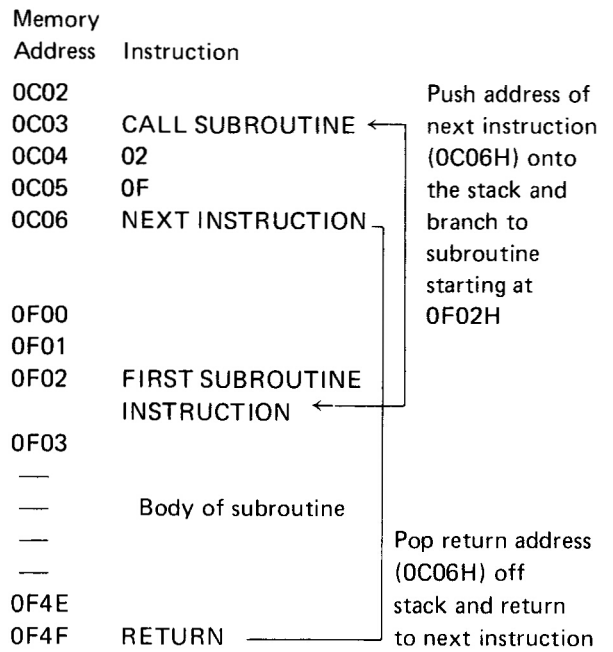 Memory
Address Instruction
0C02
0C03 CALL SUBROUTINE
0C04 02
0C05 0F
0C06 NEXT INSTRUCTION
Push address of
next instruction
(0C06H) onto
the stack and
branch to
subroutine
starting at
0F02H
0F00
0F01
0F02 FIRST SUBROUTINE
INSTRUCTION
0F03
—
— Body of subroutine
—
—
0F4E
0F4F RETURN
Pop return address
(0C06H) off
stack and return
to next instruction